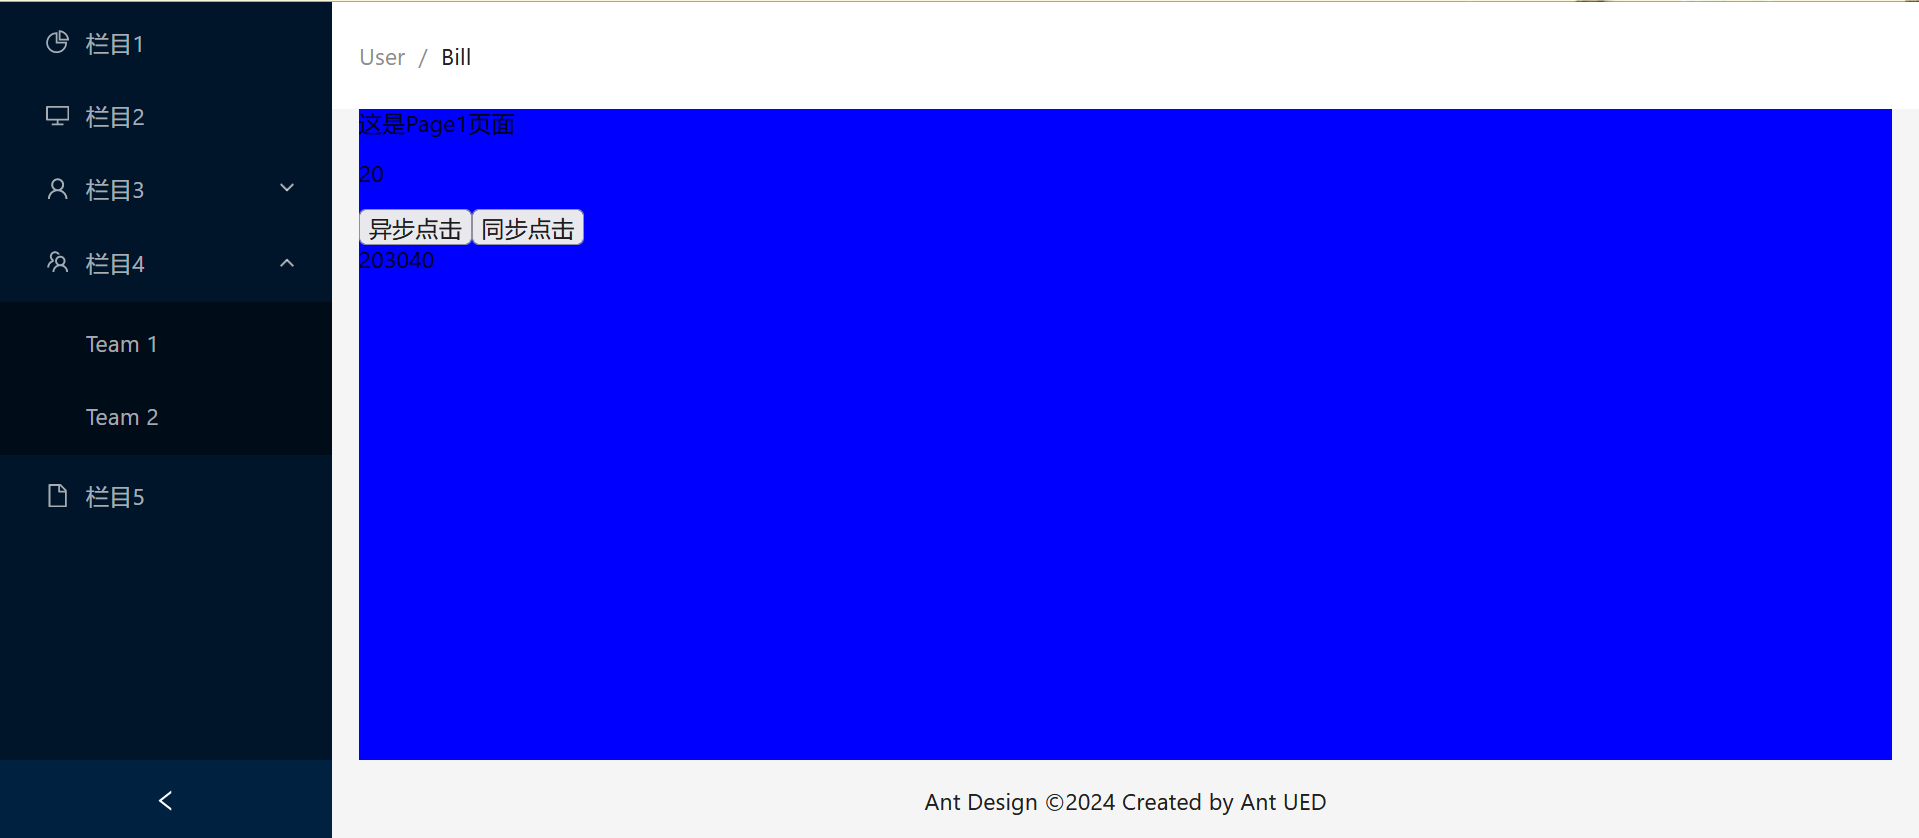 栏目1
栏目2
栏目3
栏目4
Team 1
Team 2
栏目5
User / Bill
这是Page1页面
20
异步点击 同步点击
203040
Ant Design ©2024 Created by Ant UED